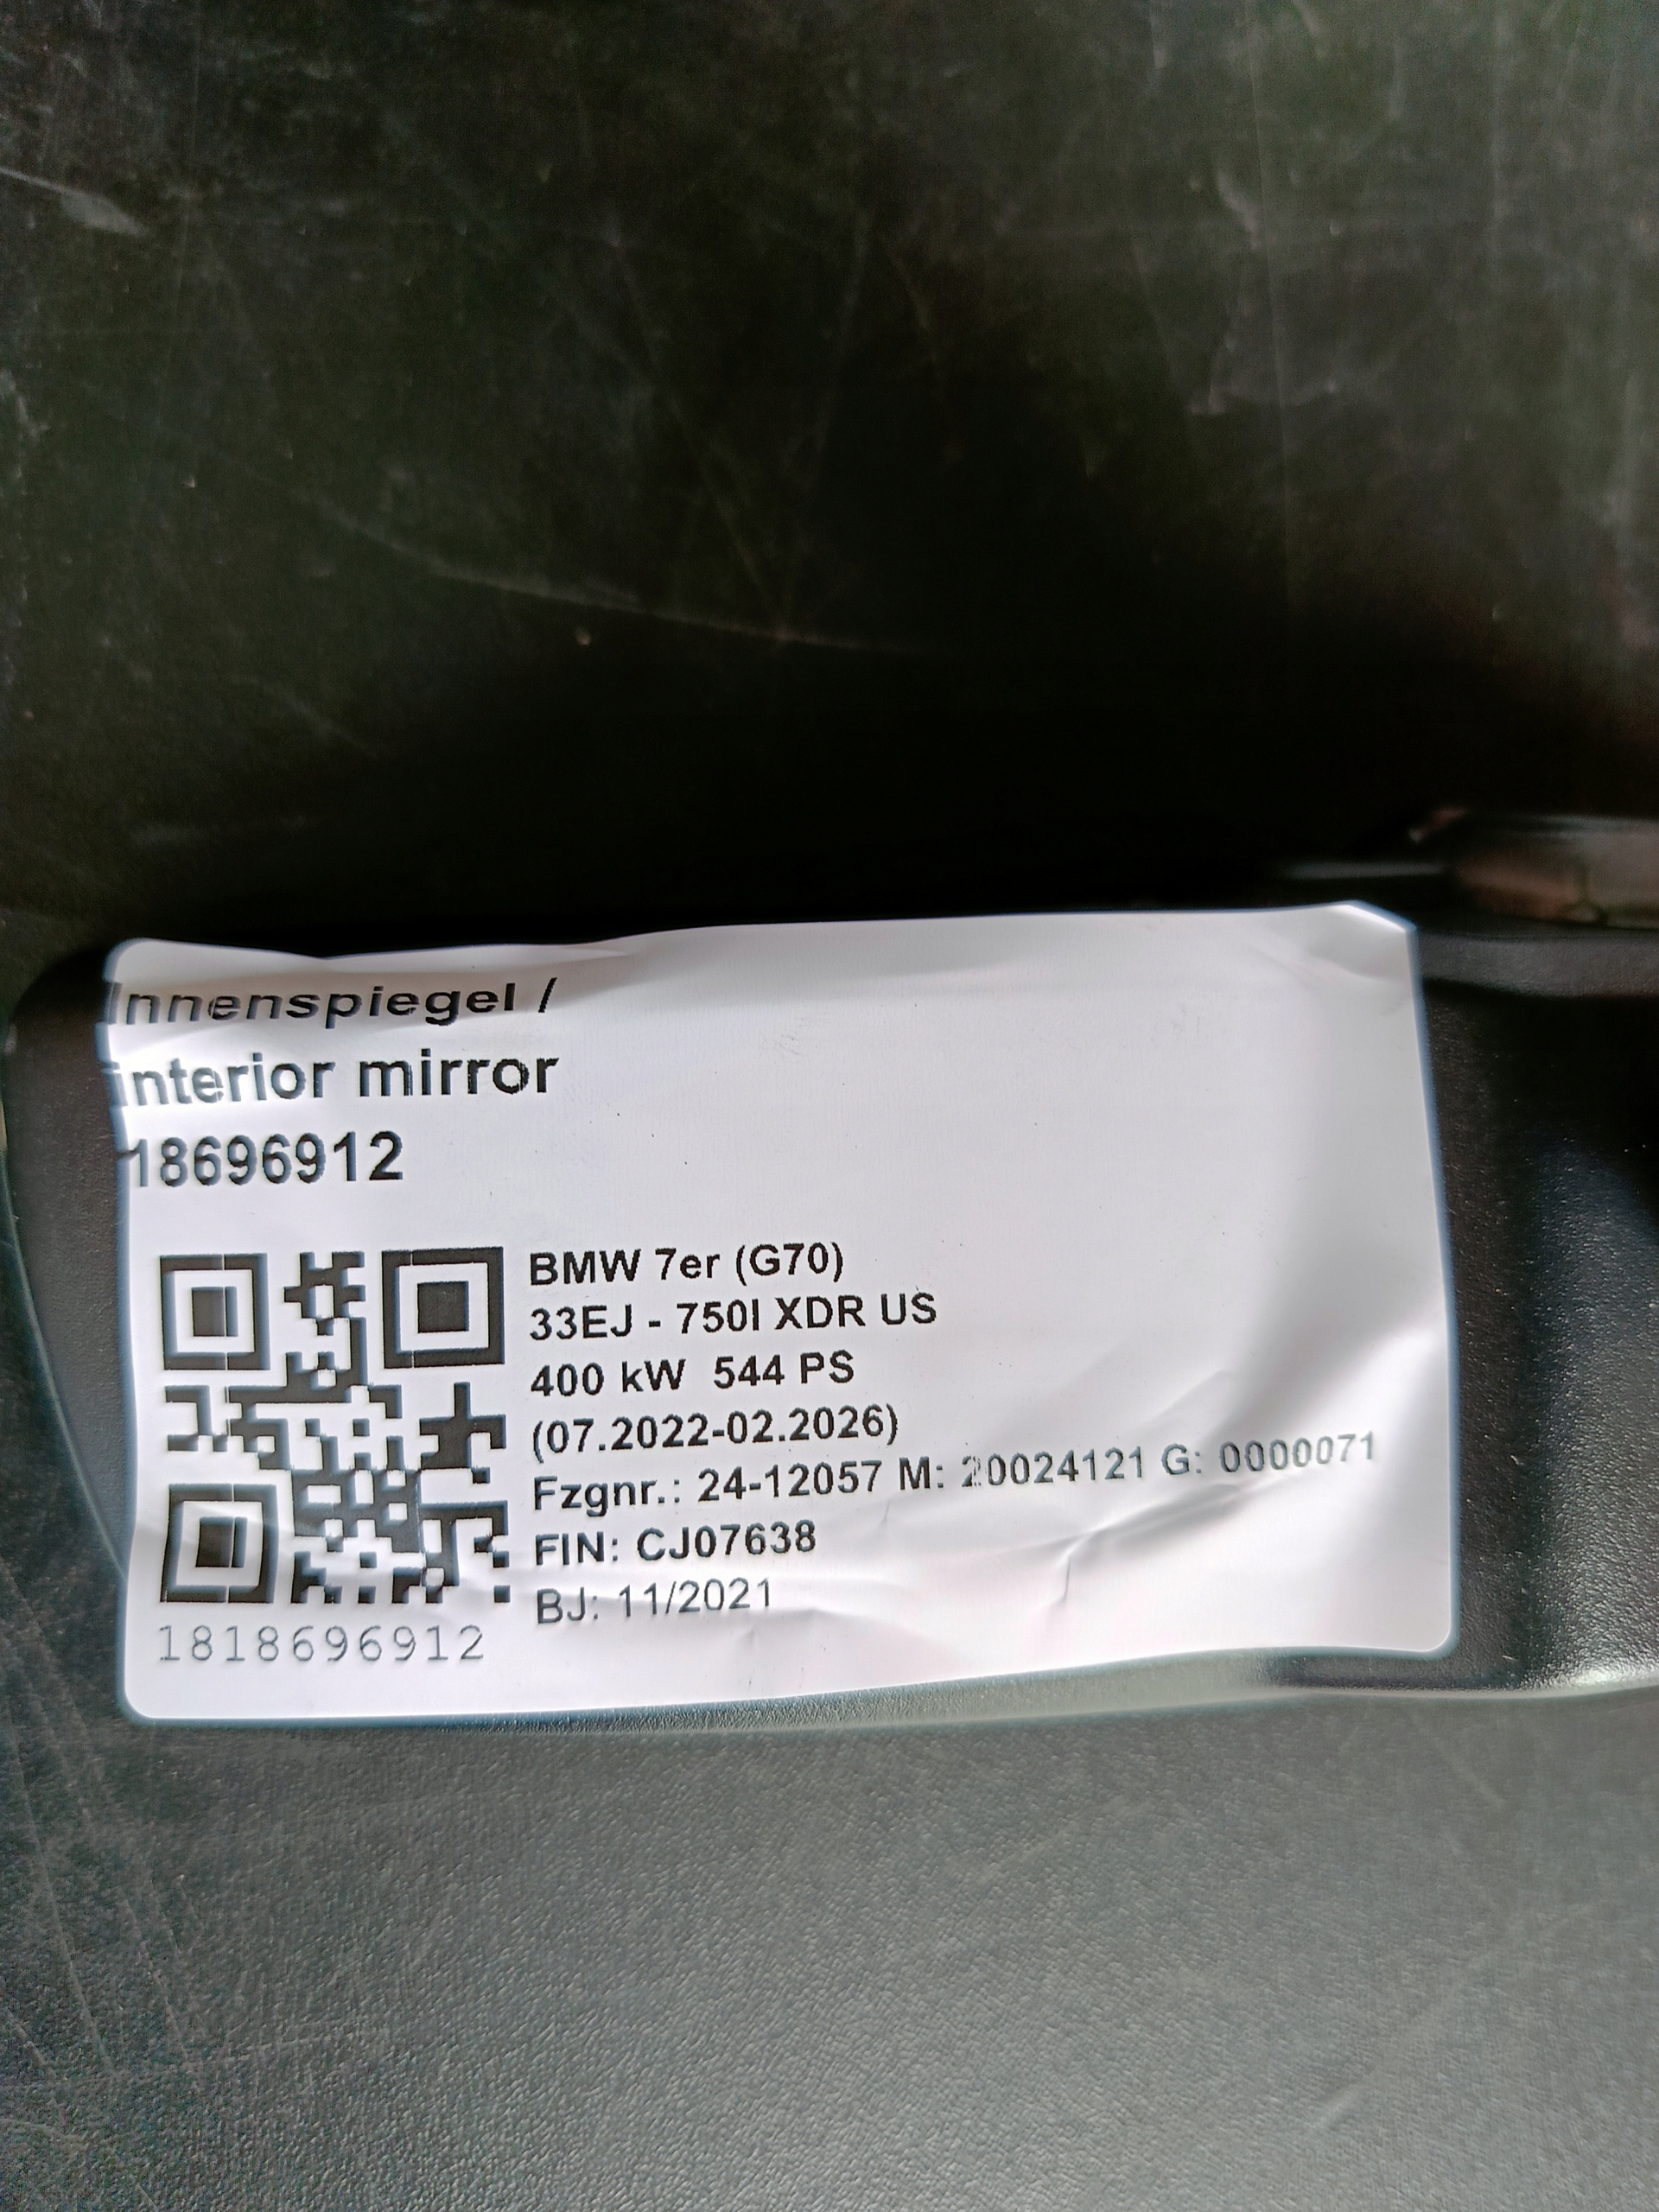 Innenspiegel /
interior mirror
18696912
BMW 7er (G70)
33EJ - 750I XDR US
400 kW 544 PS
(07.2022-02.2026)
Fzgnr.: 24-12057 M: 20024121 G: 0000071
FIN: CJ07638
BJ: 11/2021
1818696912